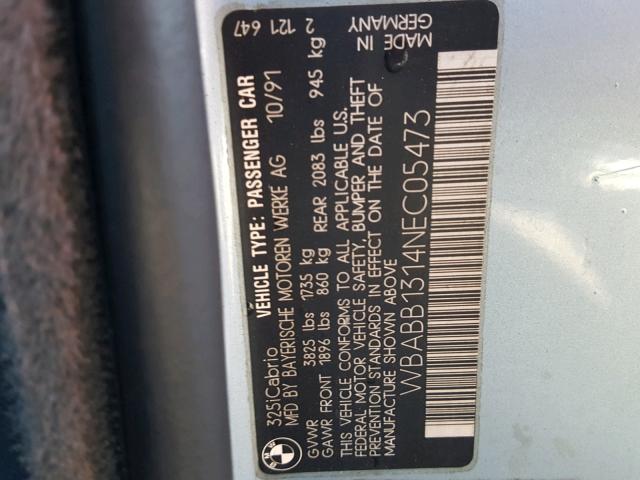 325iCabrio
VEHICLE TYPE: PASSENGER CAR
MFD BY BAYERISCHE MOTOREN WERKE AG 10/91
2 121 647
GVWR 3825 lbs 1735 kg
GAWR FRONT 1896 lbs 860 kg REAR 2083 lbs 945 kg
THIS VEHICLE CONFORMS TO ALL APPLICABLE U.S.
FEDERAL MOTOR VEHICLE SAFETY, BUMPER AND THEFT
PREVENTION STANDARDS IN EFFECT ON THE DATE OF
MANUFACTURE SHOWN ABOVE
MADE IN
GERMANY
WBABB1314NEC05473